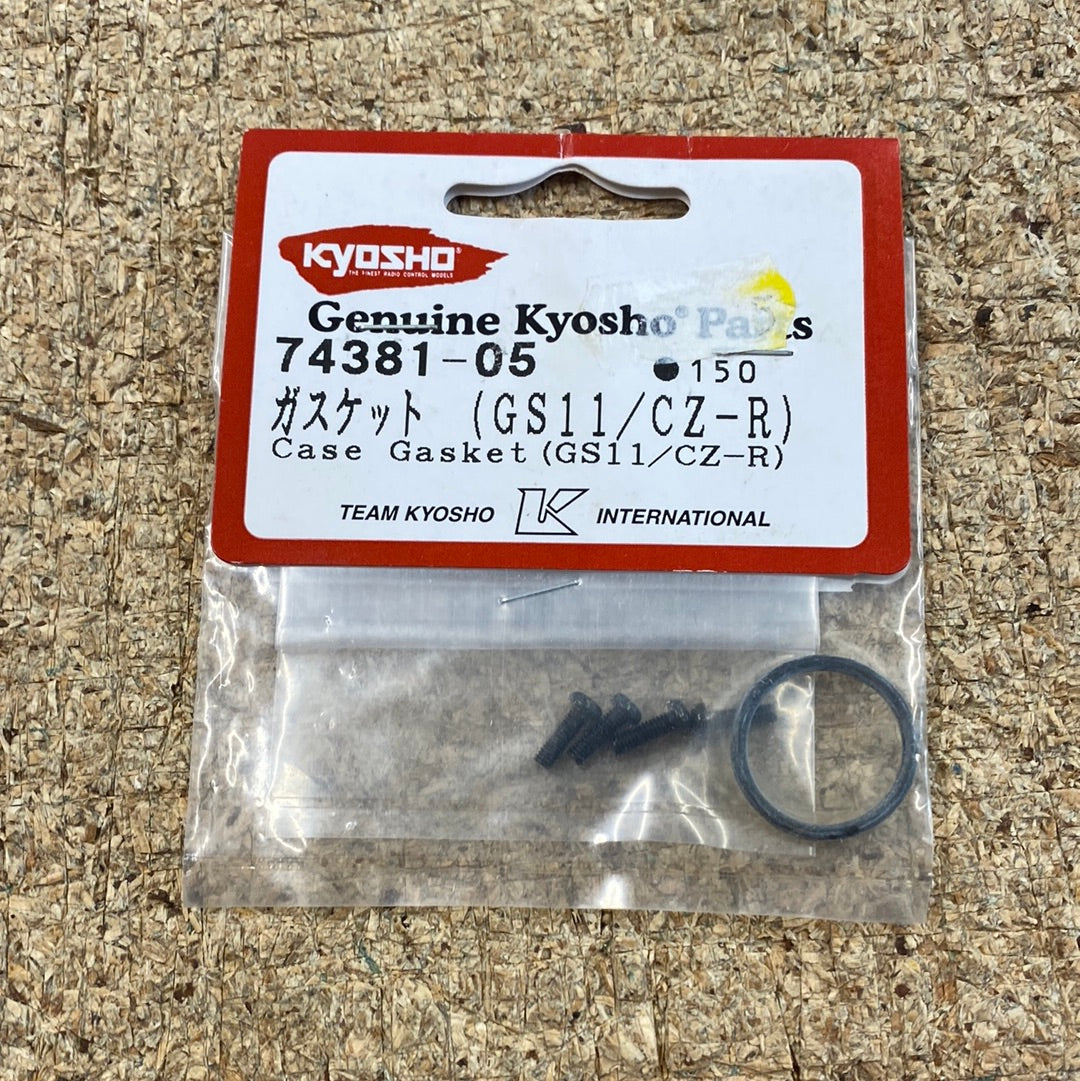 KYOSHO®
THE FINEST RADIO CONTROL MODELS
Genuine Kyosho® Parts
74381-05 ●150
ガスケット (GS11/CZ-R)
Case Gasket (GS11/CZ-R)
TEAM KYOSHO K INTERNATIONAL